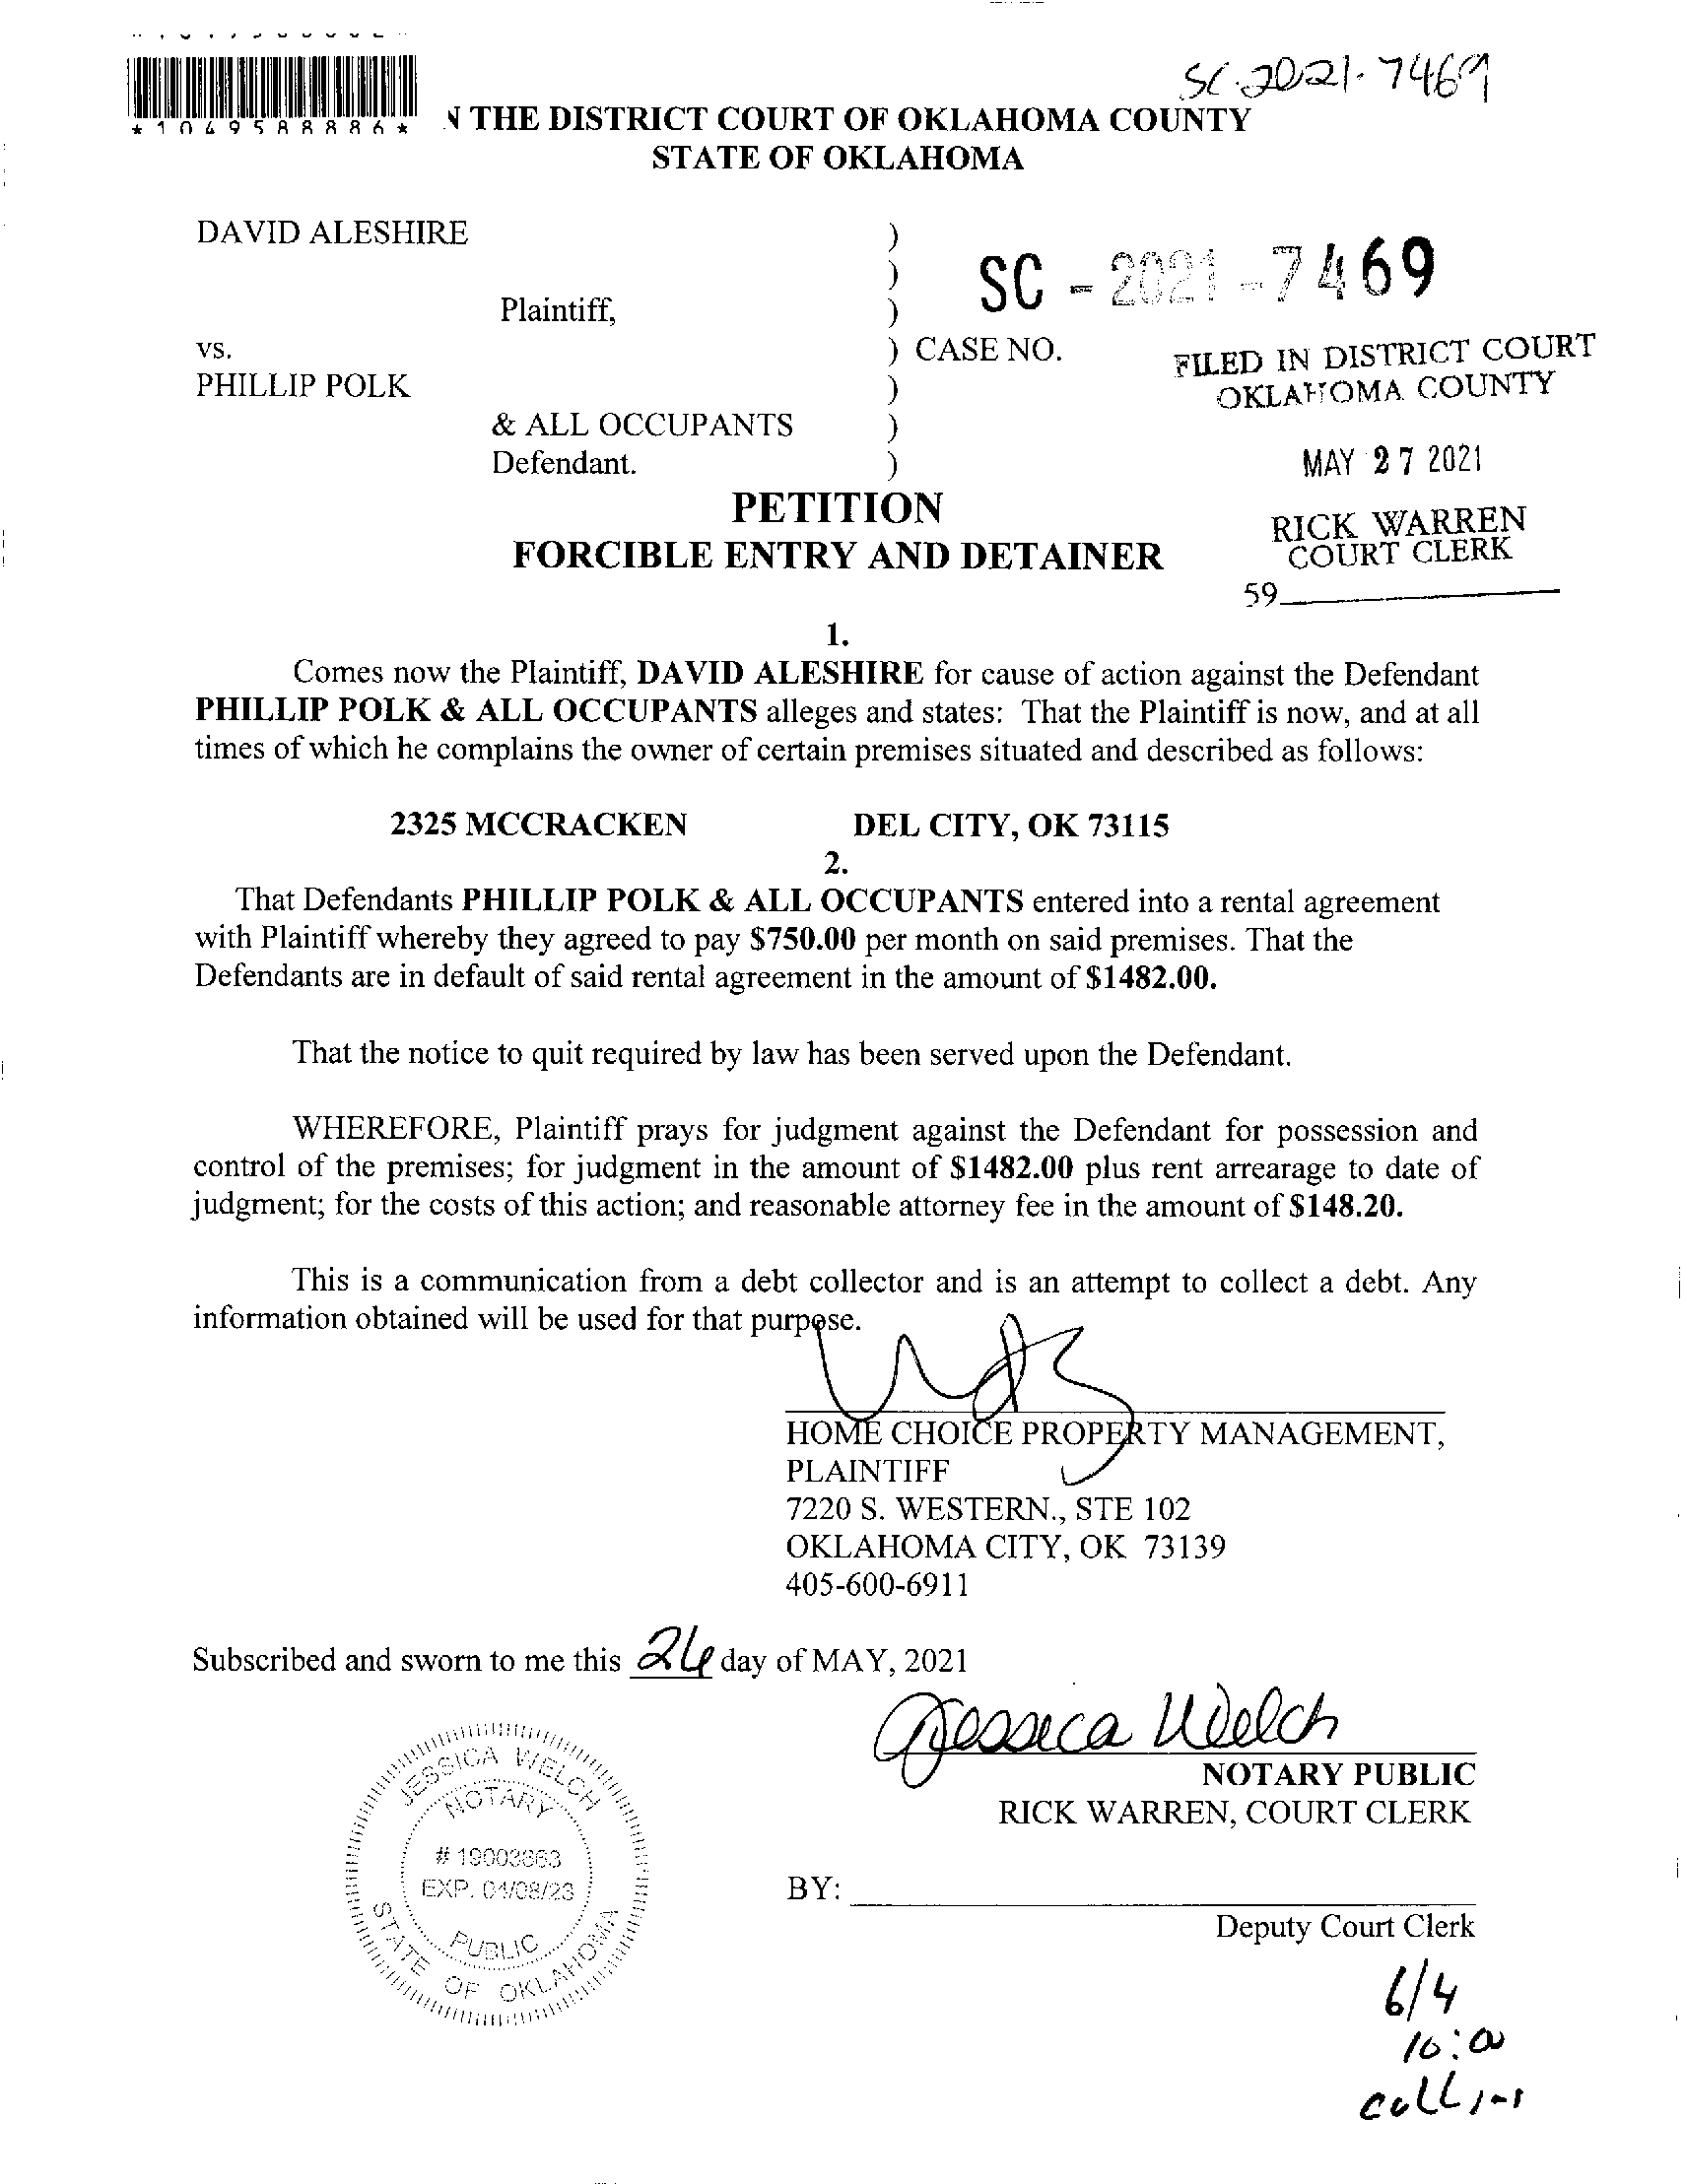 SC-2021-7469
*1049588886*
N THE DISTRICT COURT OF OKLAHOMA COUNTY
STATE OF OKLAHOMA
DAVID ALESHIRE )
)
Plaintiff, )
SC - 2021 - 7469
vs. ) CASE NO.
PHILLIP POLK )
& ALL OCCUPANTS )
Defendant. )
FILED IN DISTRICT COURT
OKLAHOMA COUNTY
MAY 27 2021
RICK WARREN
COURT CLERK
59
PETITION
FORCIBLE ENTRY AND DETAINER
1.
Comes now the Plaintiff, DAVID ALESHIRE for cause of action against the Defendant
PHILLIP POLK & ALL OCCUPANTS alleges and states: That the Plaintiff is now, and at all
times of which he complains the owner of certain premises situated and described as follows:
2325 MCCRACKEN DEL CITY, OK 73115
2.
That Defendants PHILLIP POLK & ALL OCCUPANTS entered into a rental agreement
with Plaintiff whereby they agreed to pay $750.00 per month on said premises. That the
Defendants are in default of said rental agreement in the amount of $1482.00.
That the notice to quit required by law has been served upon the Defendant.
WHEREFORE, Plaintiff prays for judgment against the Defendant for possession and
control of the premises; for judgment in the amount of $1482.00 plus rent arrearage to date of
judgment; for the costs of this action; and reasonable attorney fee in the amount of $148.20.
This is a communication from a debt collector and is an attempt to collect a debt. Any
information obtained will be used for that purpose.
HOME CHOICE PROPERTY MANAGEMENT,
PLAINTIFF
7220 S. WESTERN., STE 102
OKLAHOMA CITY, OK 73139
405-600-6911
Subscribed and sworn to me this day of MAY, 2021
Jessica Welch
NOTARY PUBLIC
RICK WARREN, COURT CLERK
BY:
Deputy Court Clerk
JESSICA WELCH
NOTARY
EXP. 04/08/23
PUBLIC
STATE OF OKLAHOMA
6/4
10:00
collins